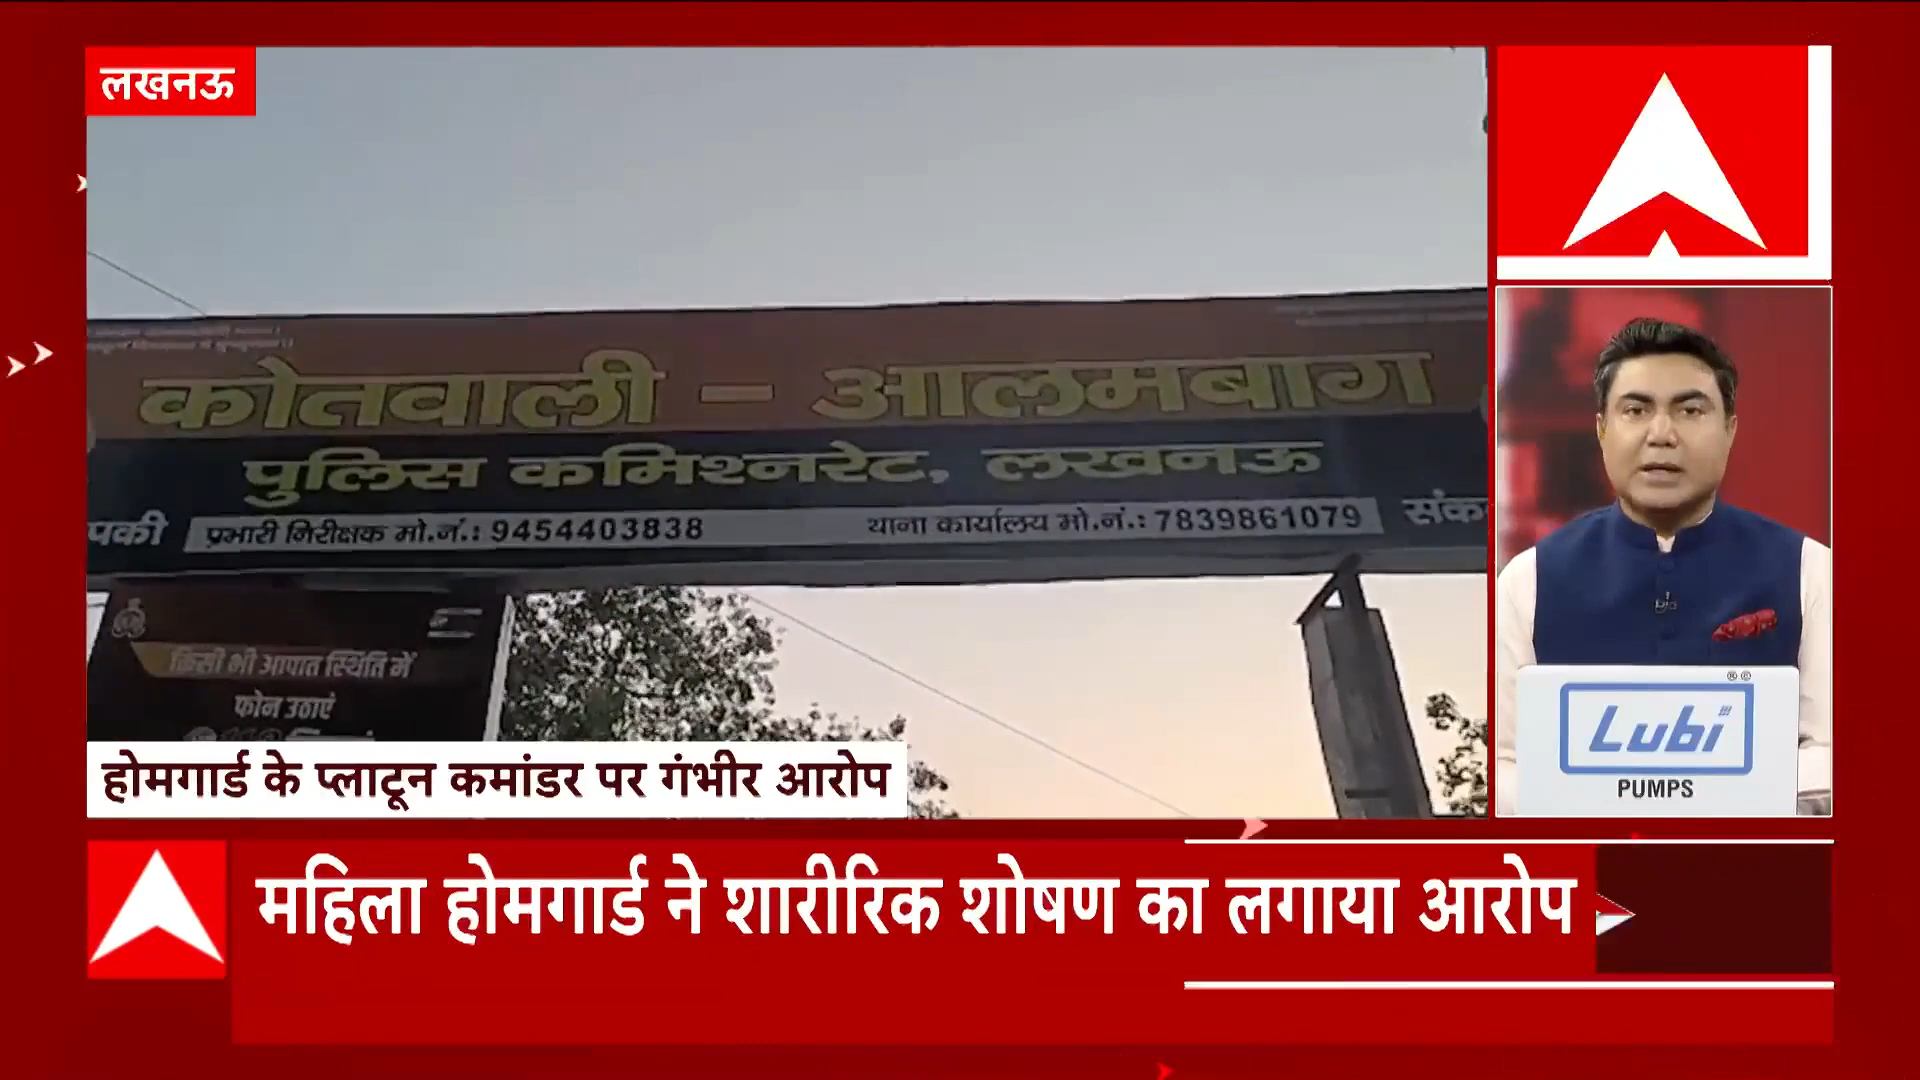 लखनऊ
कोतवाली - आलमबाग
पुलिस कमिश्नरेट, लखनऊ
पकी
प्रभारी निरीक्षक मो.नं.: 9454403838
थाना कार्यालय मो.नं.: 7839861079
संक
किसी भी आपात स्थिति में
फोन उठाएं
होमगार्ड के प्लाटून कमांडर पर गंभीर आरोप
Lubi
PUMPS
महिला होमगार्ड ने शारीरिक शोषण का लगाया आरोप